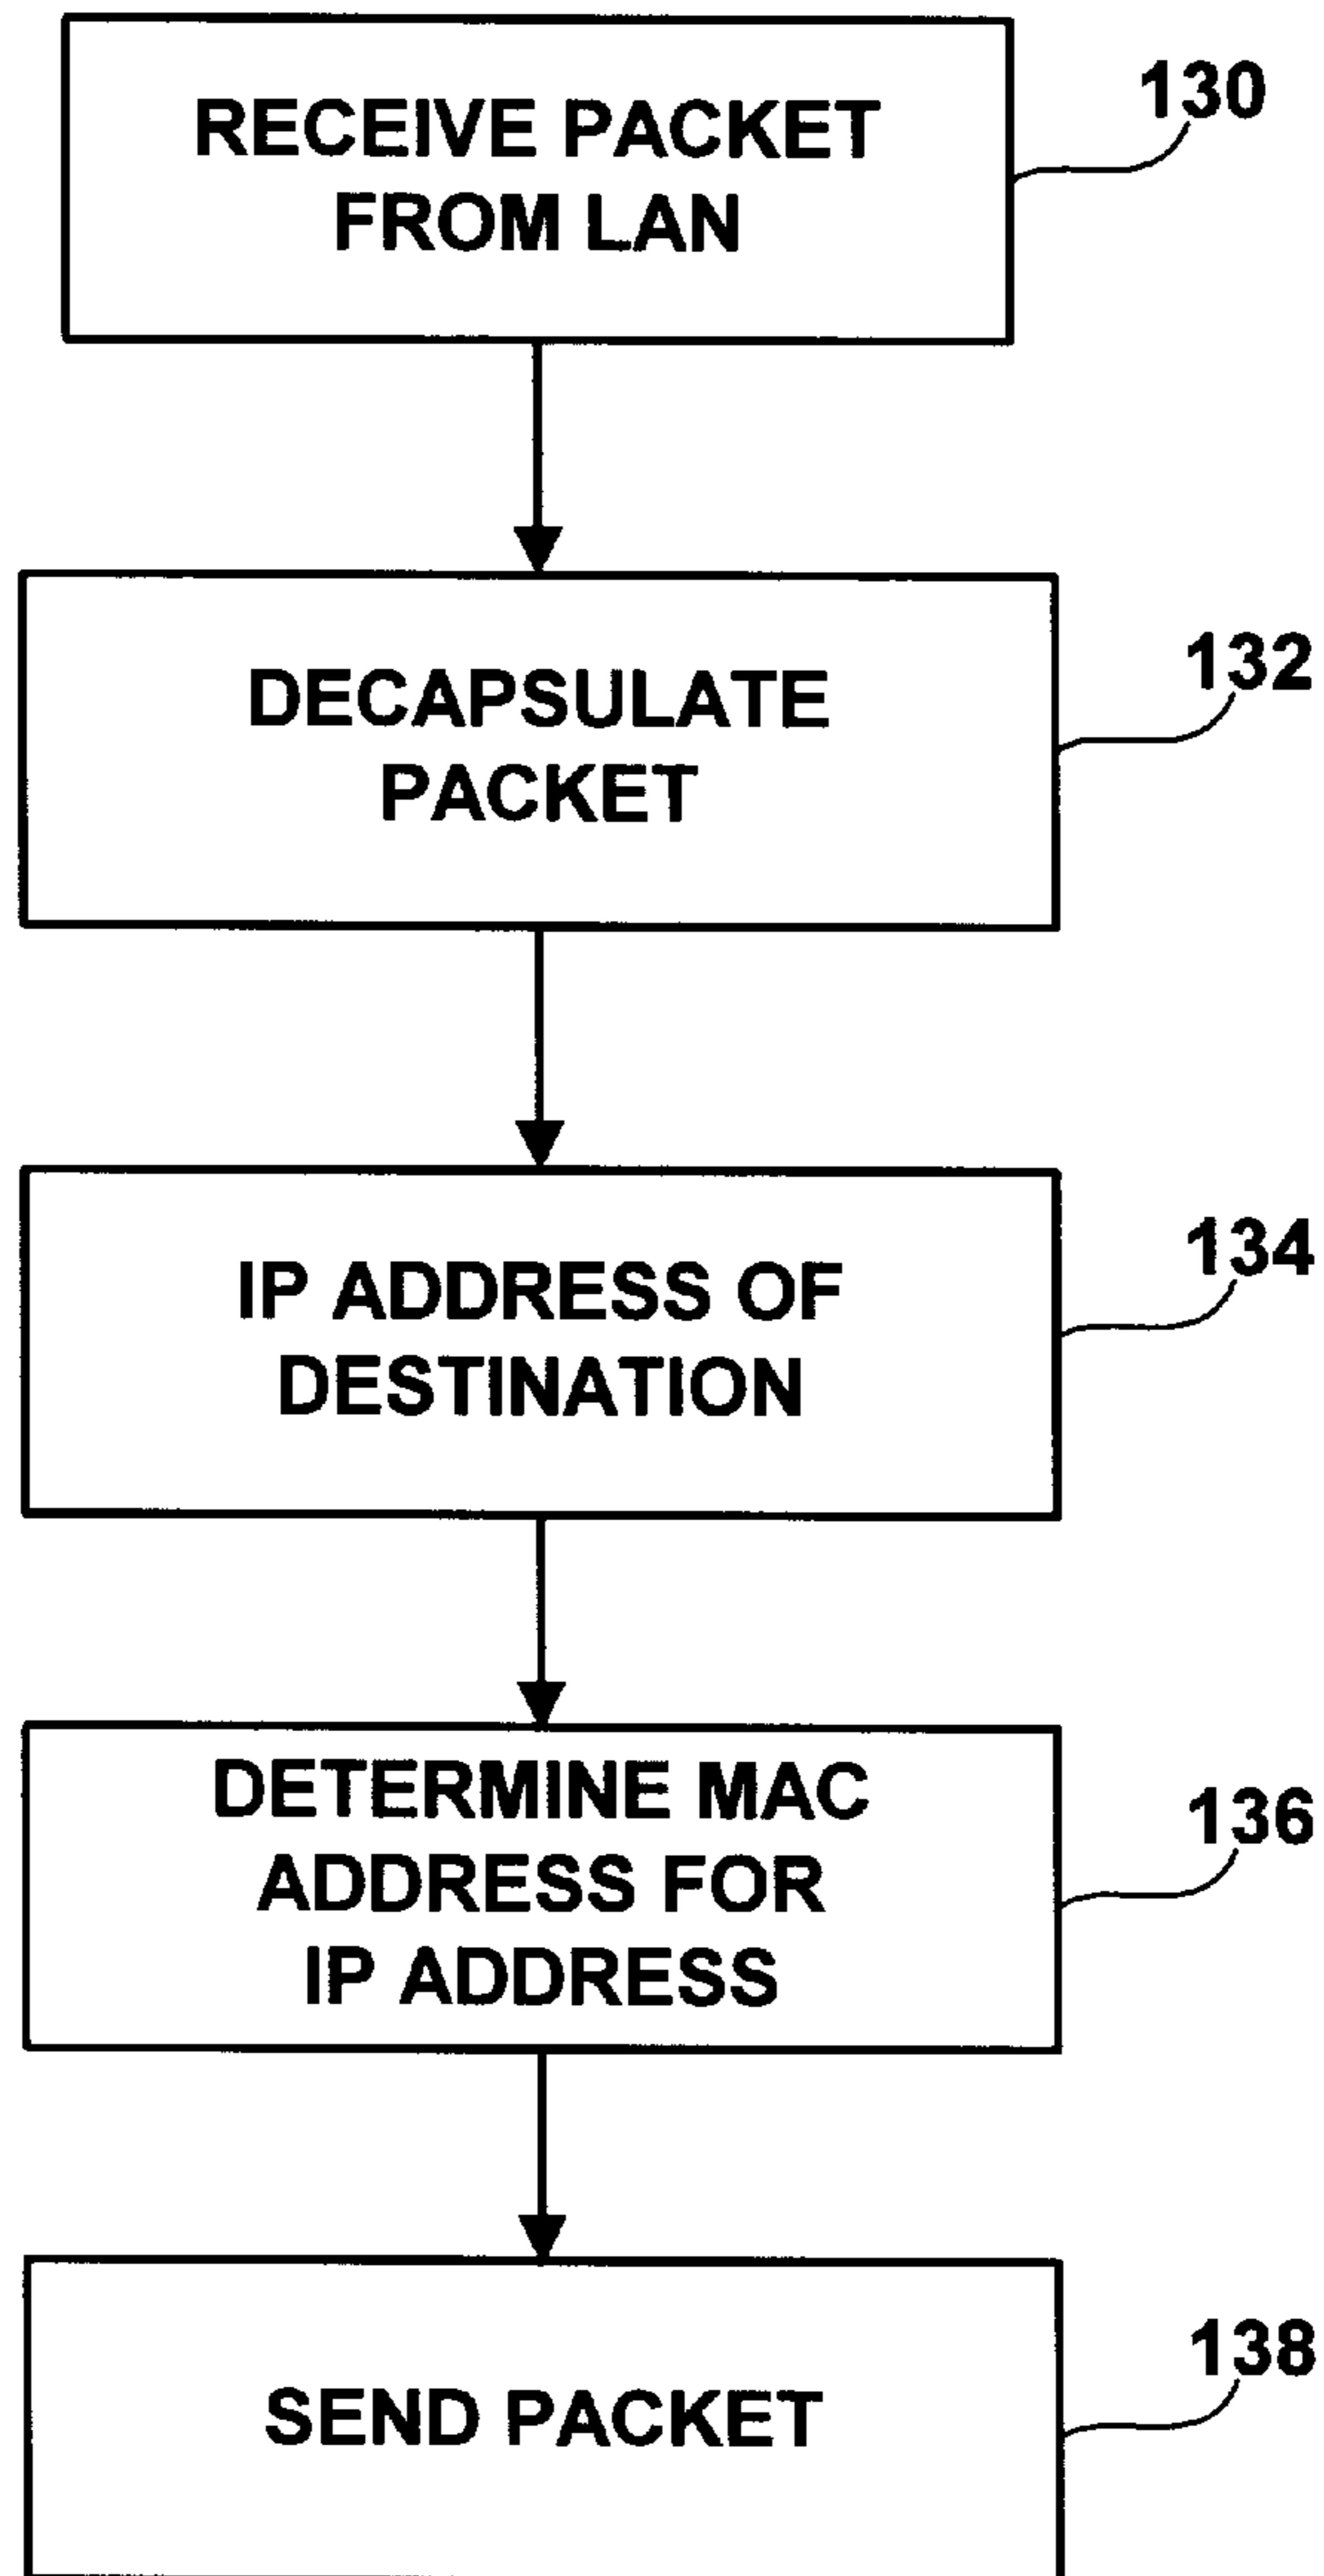 RECEIVE PACKET
FROM LAN
130
DECAPSULATE
PACKET
132
IP ADDRESS OF
DESTINATION
134
DETERMINE MAC
ADDRESS FOR
IP ADDRESS
136
SEND PACKET
138